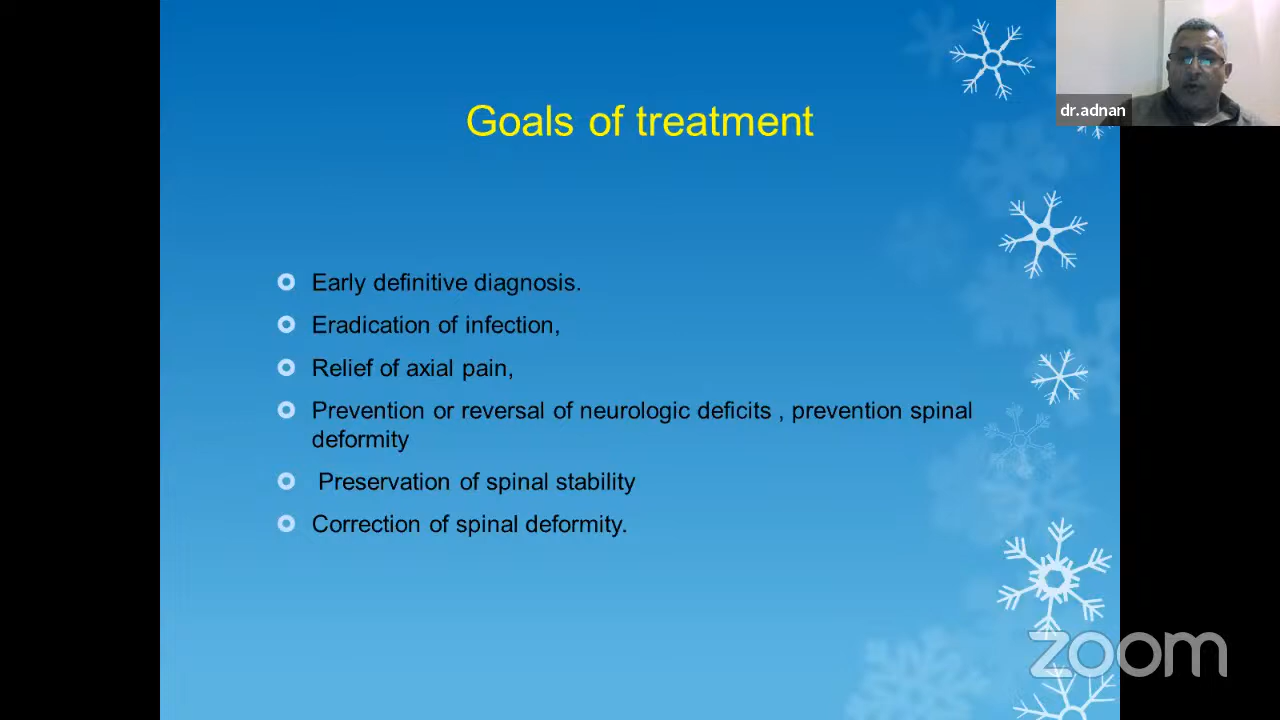 Goals of treatment
dr.adnan
Early definitive diagnosis.
Eradication of infection,
Relief of axial pain,
Prevention or reversal of neurologic deficits , prevention spinal
deformity
Preservation of spinal stability
Correction of spinal deformity.
zoom